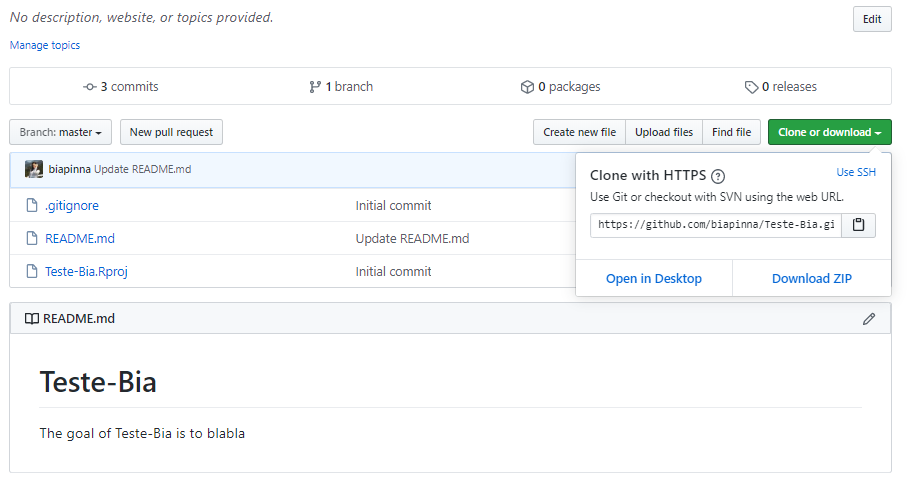 No description, website, or topics provided.
Edit
Manage topics
3 commits
1 branch
0 packages
0 releases
Branch: master
New pull request
Create new file
Upload files
Find file
Clone or download
biapinna Update README.md
Clone with HTTPS
Use SSH
Use Git or checkout with SVN using the web URL.
https://github.com/biapinna/Teste-Bia.gi
Open in Desktop
Download ZIP
.gitignore Initial commit
README.md Update README.md
Teste-Bia.Rproj Initial commit
README.md
Teste-Bia
The goal of Teste-Bia is to blabla